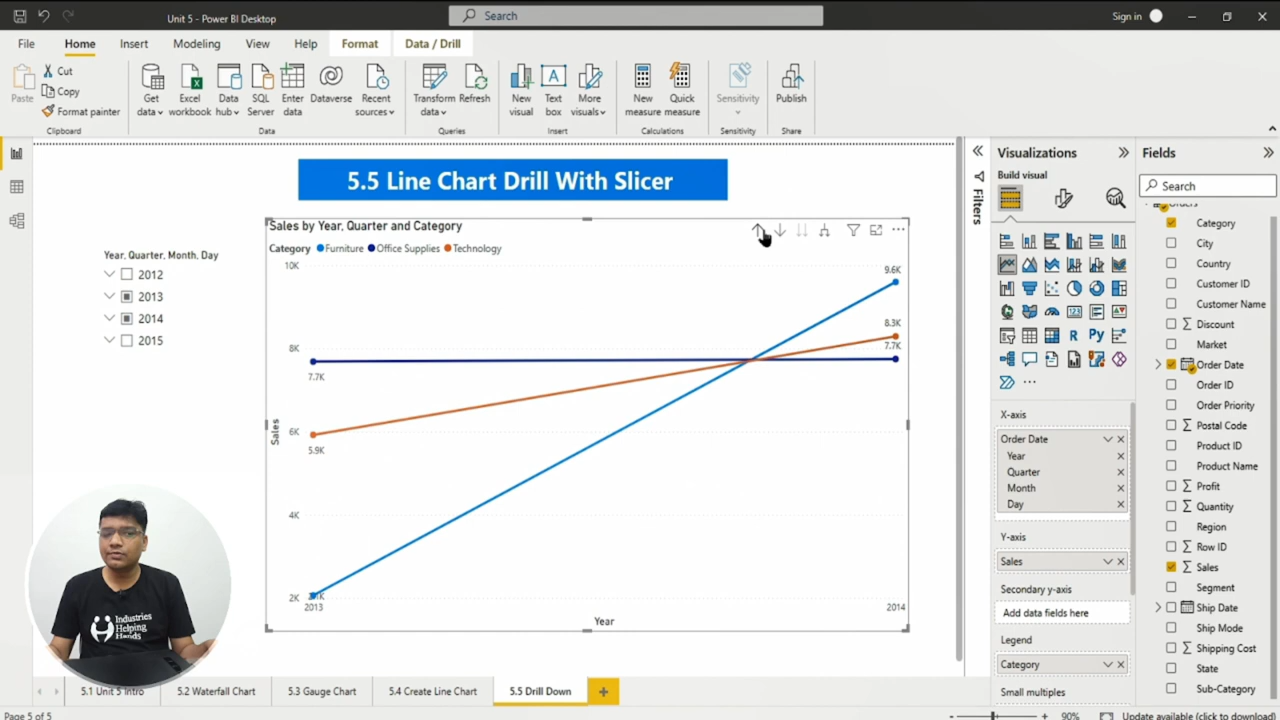 Unit 5 - Power BI Desktop
Search
Sign in
File Home Insert Modeling View Help Format Data / Drill
Paste
Cut
Copy
Format painter
Clipboard
Get data
Excel workbook
Data hub
SQL Server
Enter data
Dataverse
Recent sources
Data
Transform data
Refresh
Queries
New visual
Text box
More visuals
Insert
New measure
Quick measure
Calculations
Sensitivity
Sensitivity
Publish
Share
5.5 Line Chart Drill With Slicer
Year, Quarter, Month, Day
2012
2013
2014
2015
Sales by Year, Quarter and Category
Category Furniture Office Supplies Technology
10K
8K
6K
4K
2K
Sales
9.6K
8.3K
7.7K
7.7K
5.9K
2013
2014
Year
Industries
Helping
Hands
Filters
Visualizations
Build visual
X-axis
Order Date
Year
Quarter
Month
Day
Y-axis
Sales
Secondary y-axis
Add data fields here
Legend
Category
Small multiples
Fields
Search
Category
City
Country
Customer ID
Customer Name
Discount
Market
Order Date
Order ID
Order Priority
Postal Code
Product ID
Product Name
Profit
Quantity
Region
Row ID
Sales
Segment
Ship Date
Ship Mode
Shipping Cost
State
Sub-Category
5.1 Unit 5 Intro
5.2 Waterfall Chart
5.3 Gauge Chart
5.4 Create Line Chart
5.5 Drill Down
Page 5 of 5
90%
Update available (click to download)